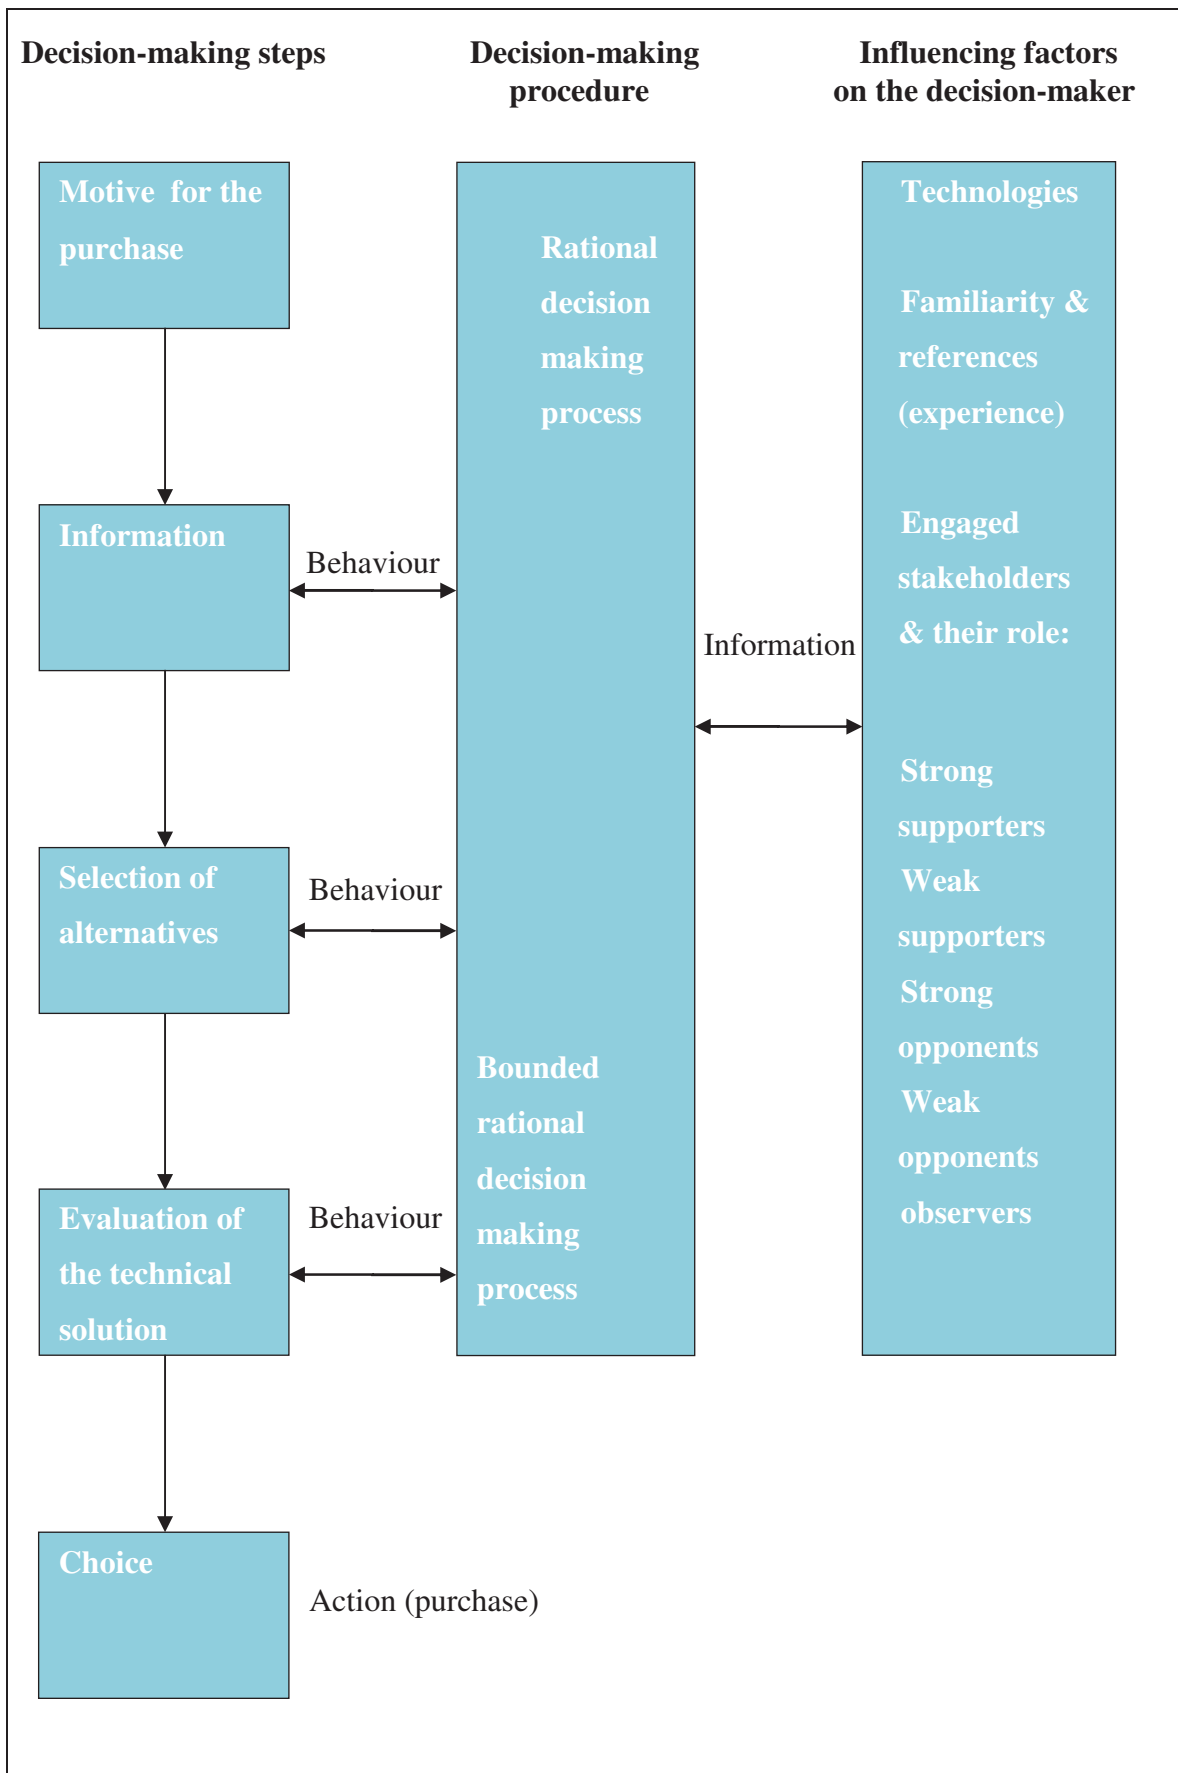 Decision-making steps
Decision-making
procedure
Influencing factors
on the decision-maker
Motive for the
purchase
Information
Selection of
alternatives
Evaluation of
the technical
solution
Choice
Behaviour
Behaviour
Behaviour
Action (purchase)
Rational
decision
making
process
Bounded
rational
decision
making
process
Information
Technologies
Familiarity &
references
(experience)
Engaged
stakeholders
& their role:
Strong
supporters
Weak
supporters
Strong
opponents
Weak
opponents
observers